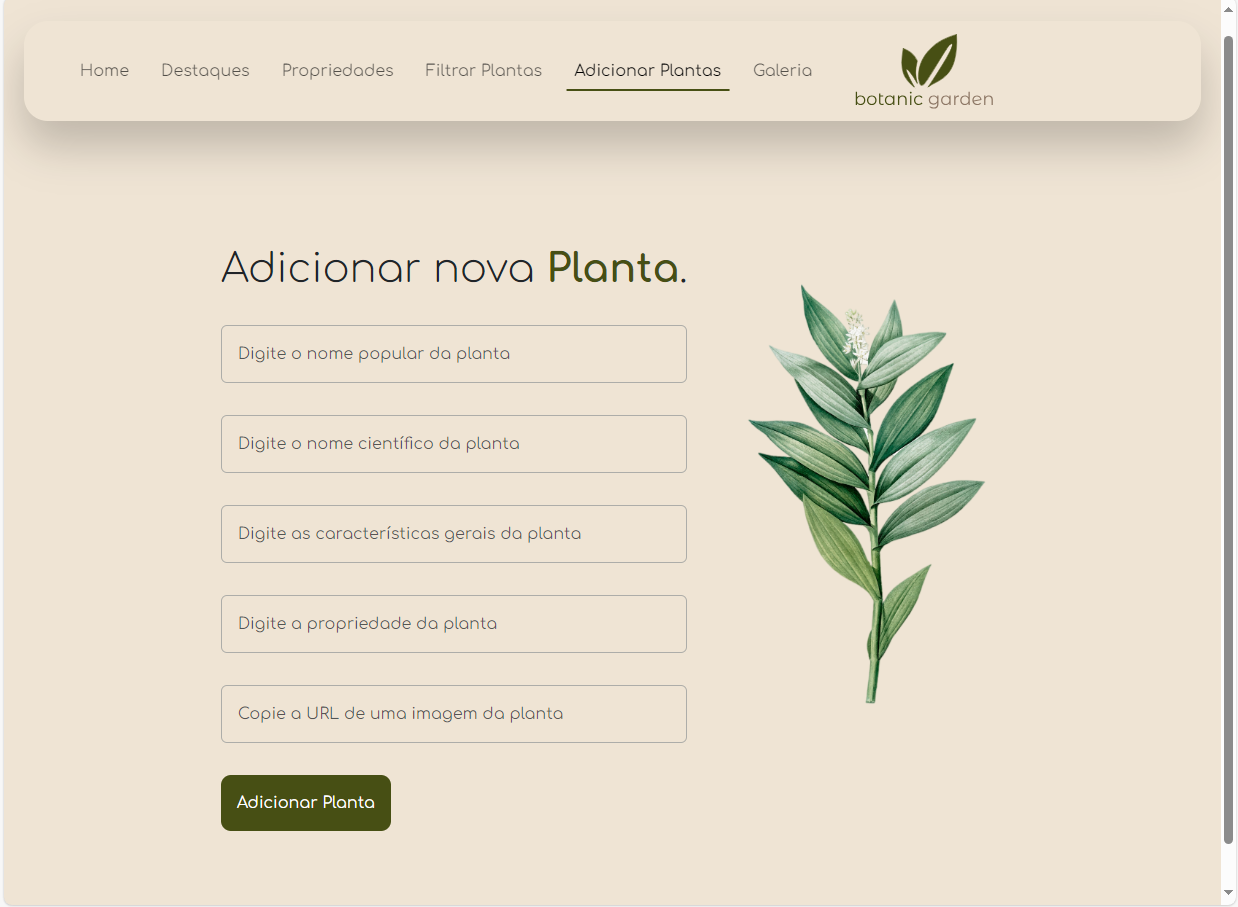 Home Destaques Propriedades Filtrar Plantas Adicionar Plantas Galeria
botanic garden
Adicionar nova Planta.
Digite o nome popular da planta
Digite o nome científico da planta
Digite as características gerais da planta
Digite a propriedade da planta
Copie a URL de uma imagem da planta
Adicionar Planta